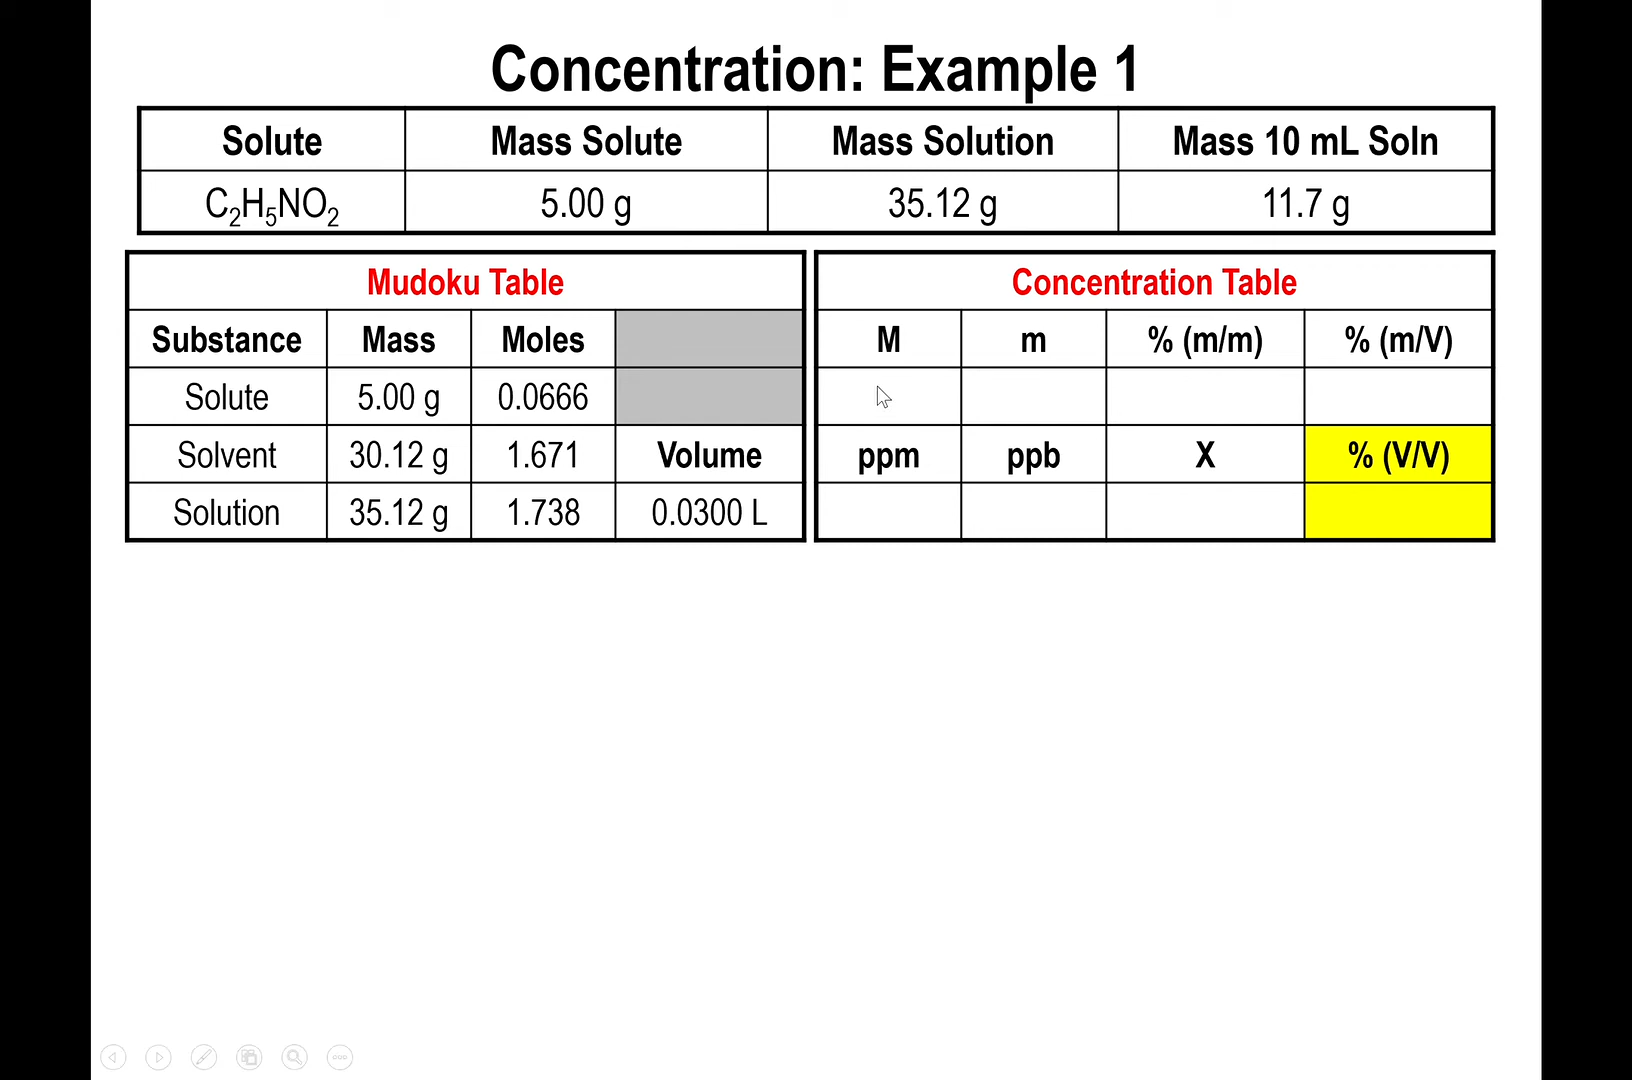 Concentration: Example 1
Solute Mass Solute Mass Solution Mass 10 mL Soln
C₂H₅NO₂ 5.00 g 35.12 g 11.7 g
Mudoku Table
Substance Mass Moles
Solute 5.00 g 0.0666
Solvent 30.12 g 1.671 Volume
Solution 35.12 g 1.738 0.0300 L
Concentration Table
M m % (m/m) % (m/V)
ppm ppb X % (V/V)